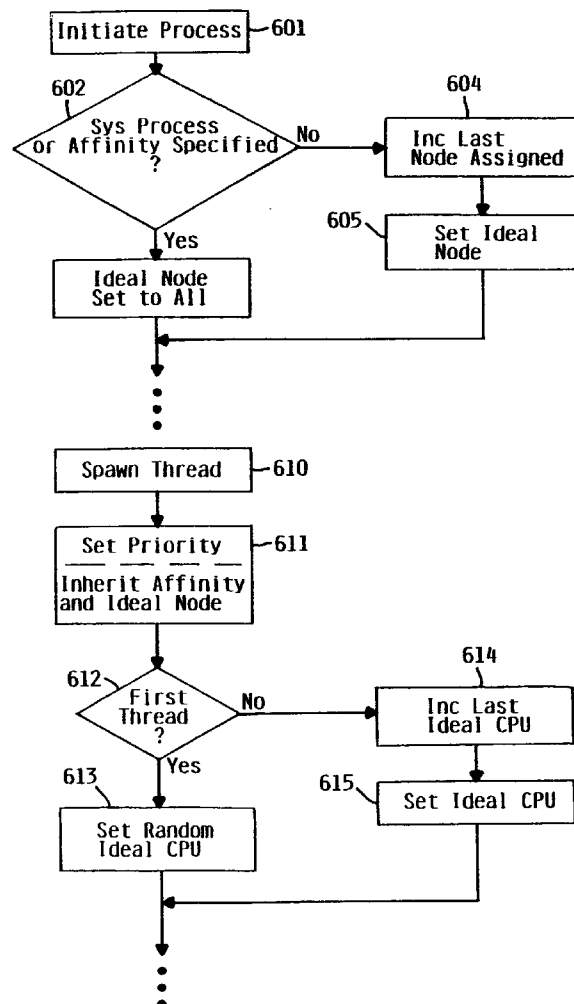 Initiate Process
601
602
Sys Process
or Affinity Specified
?
No
604
Inc Last
Node Assigned
605
Set Ideal
Node
Yes
Ideal Node
Set to All
Spawn Thread
610
Set Priority
611
Inherit Affinity
and Ideal Node
612
First
Thread
?
No
614
Inc Last
Ideal CPU
Yes
613
Set Random
Ideal CPU
615
Set Ideal CPU